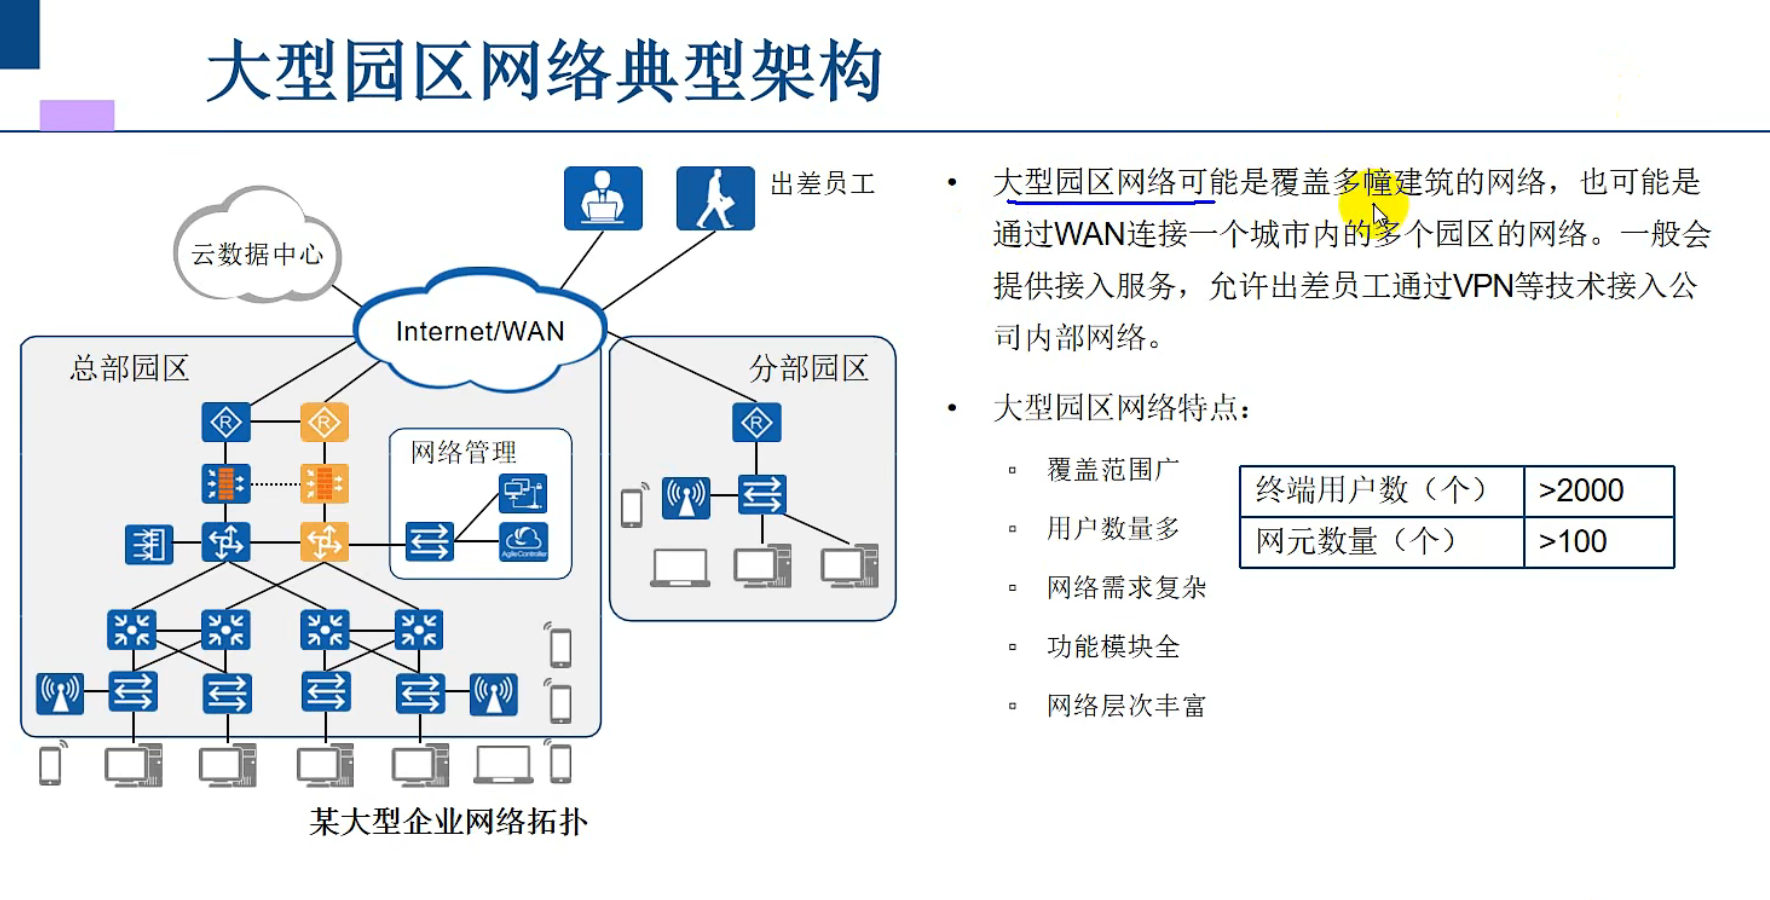 大型园区网络典型架构
出差员工
云数据中心
Internet/WAN
总部园区
分部园区
R
R
R
网络管理
AgileController
某大型企业网络拓扑
• 大型园区网络可能是覆盖多幢建筑的网络，也可能是
通过WAN连接一个城市内的多个园区的网络。一般会
提供接入服务，允许出差员工通过VPN等技术接入公
司内部网络。
• 大型园区网络特点：
▫ 覆盖范围广
▫ 用户数量多
▫ 网络需求复杂
▫ 功能模块全
▫ 网络层次丰富
终端用户数（个） >2000
网元数量（个） >100